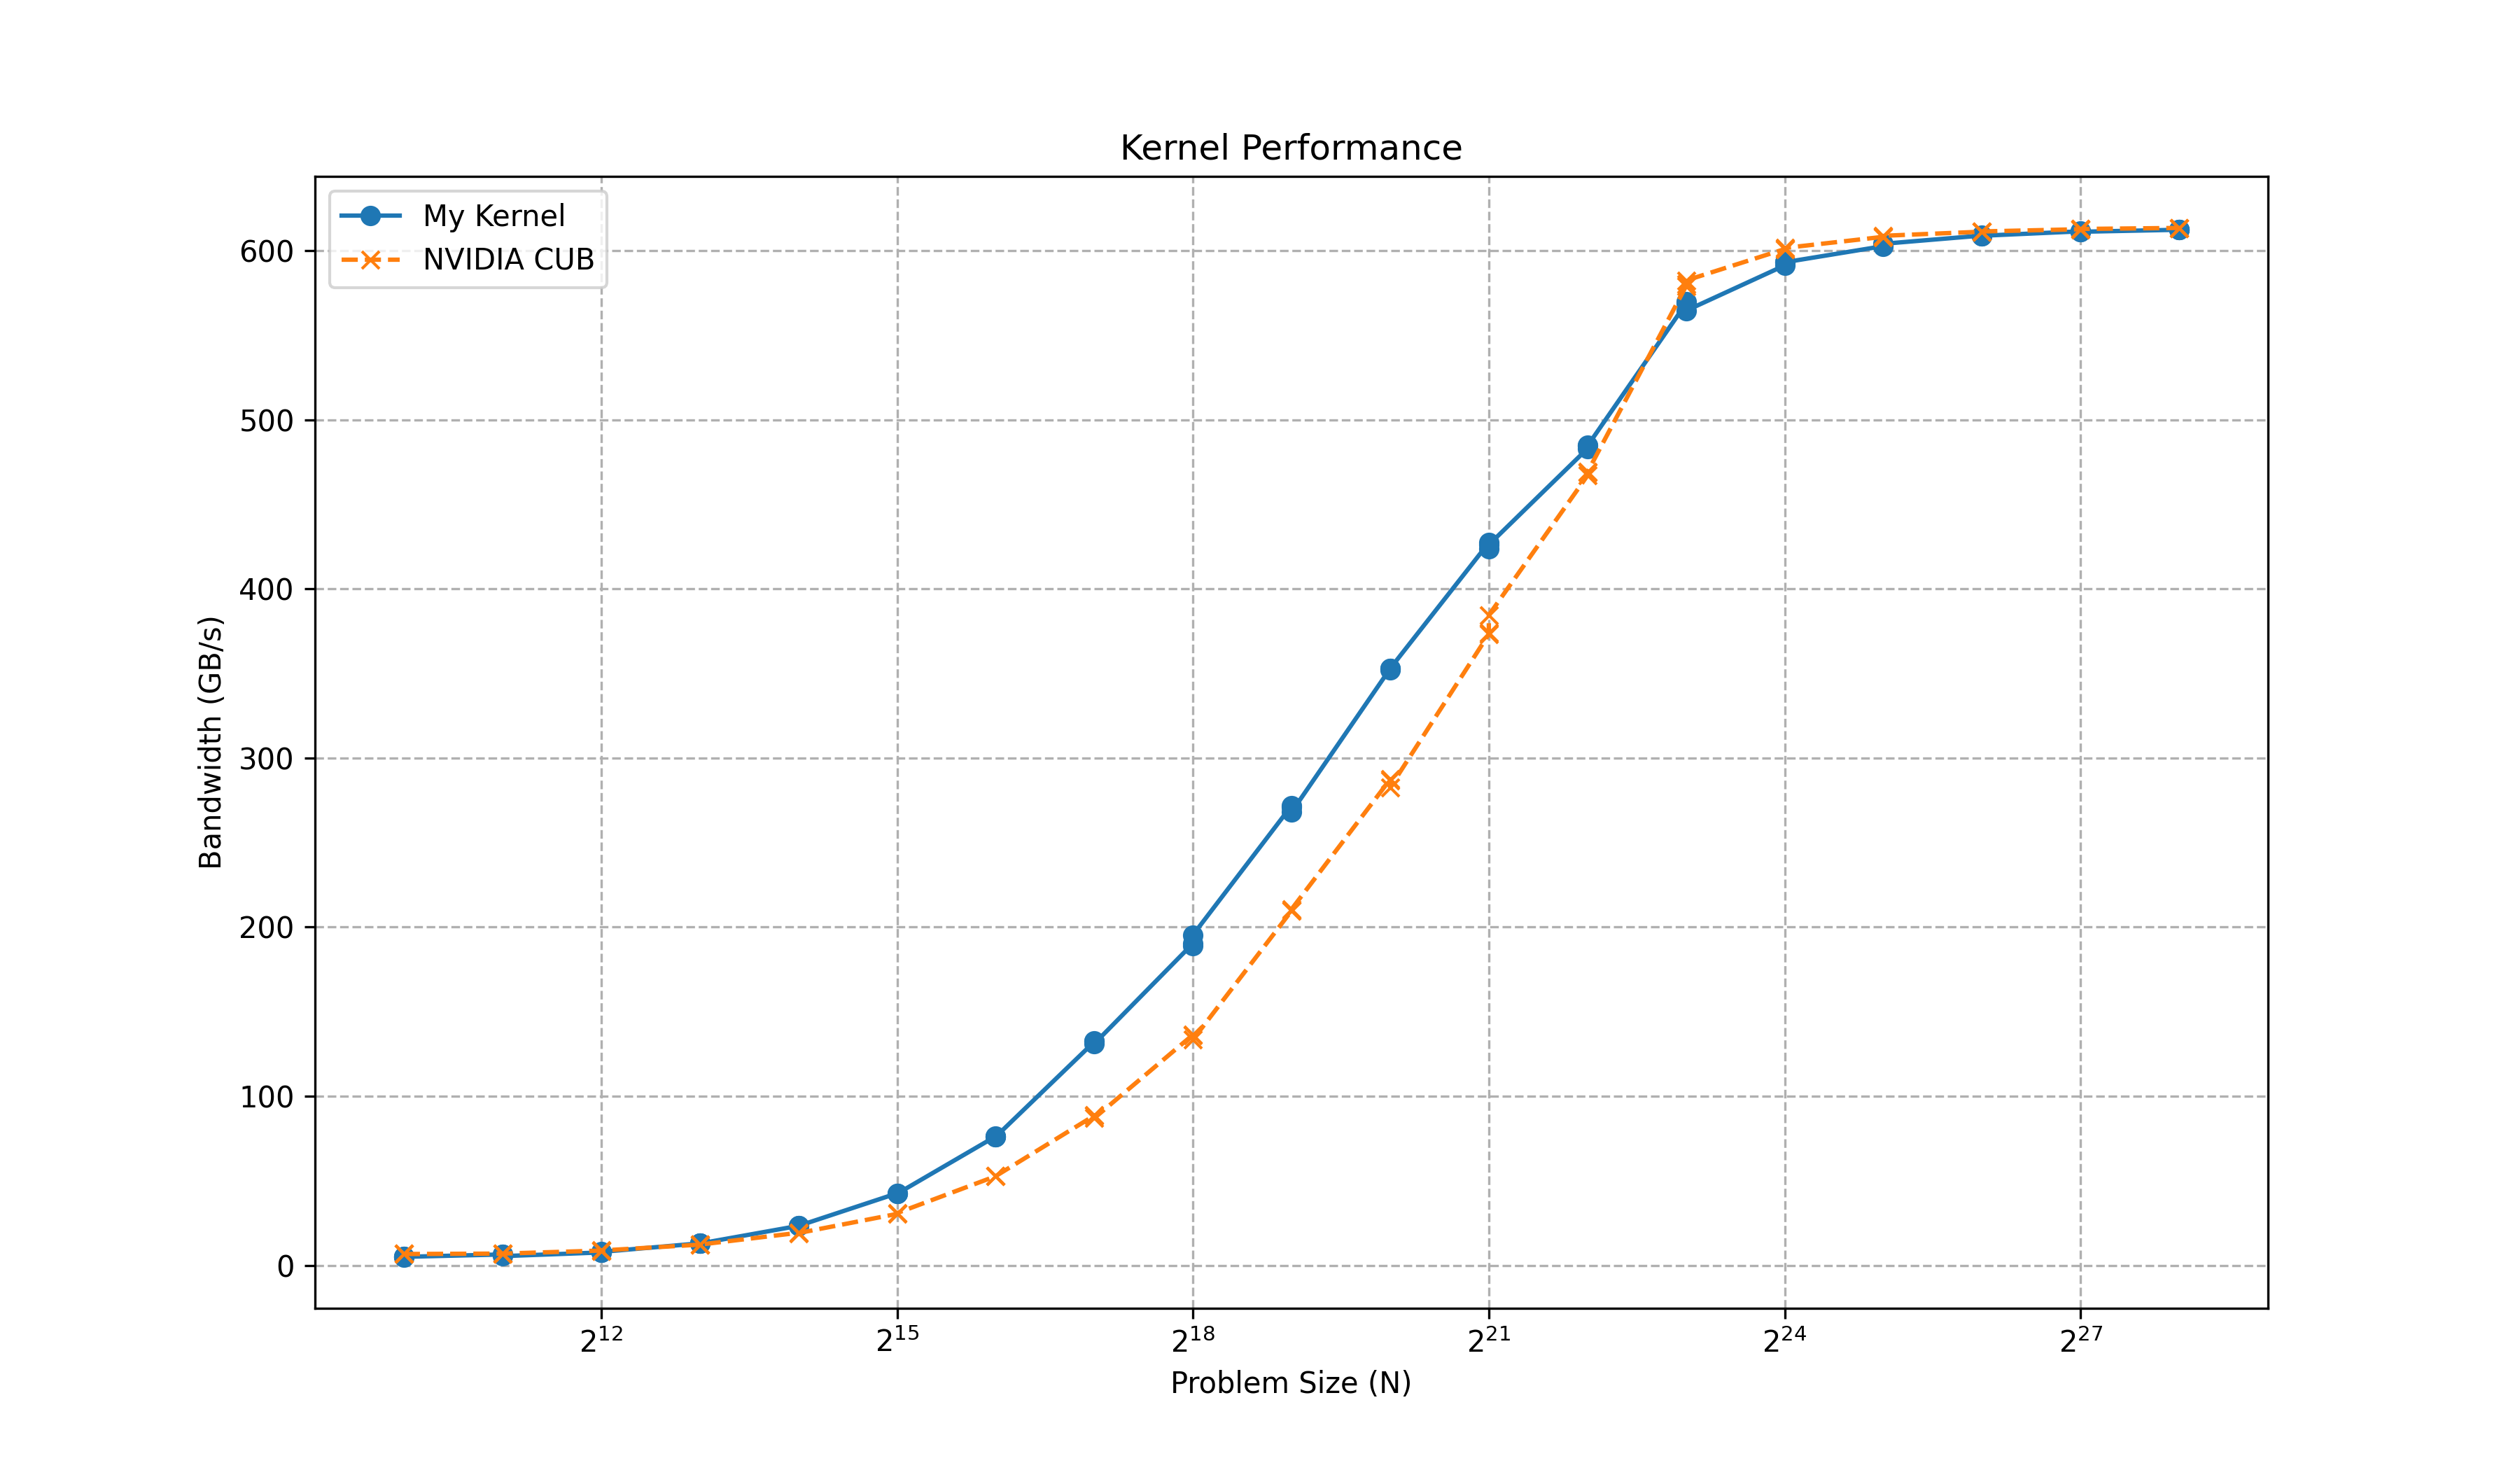 Kernel Performance
My Kernel
NVIDIA CUB
600
500
400
300
200
100
0
Bandwidth (GB/s)
2¹² 2¹⁵ 2¹⁸ 2²¹ 2²⁴ 2²⁷
Problem Size (N)